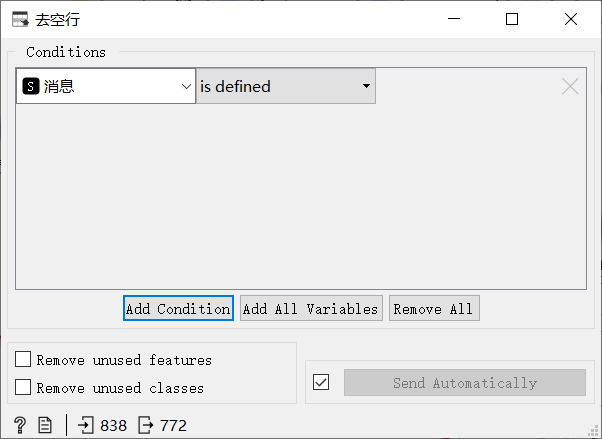 去空行
Conditions
S 消息 is defined
Add Condition Add All Variables Remove All
Remove unused features
Remove unused classes
Send Automatically
? 838 772